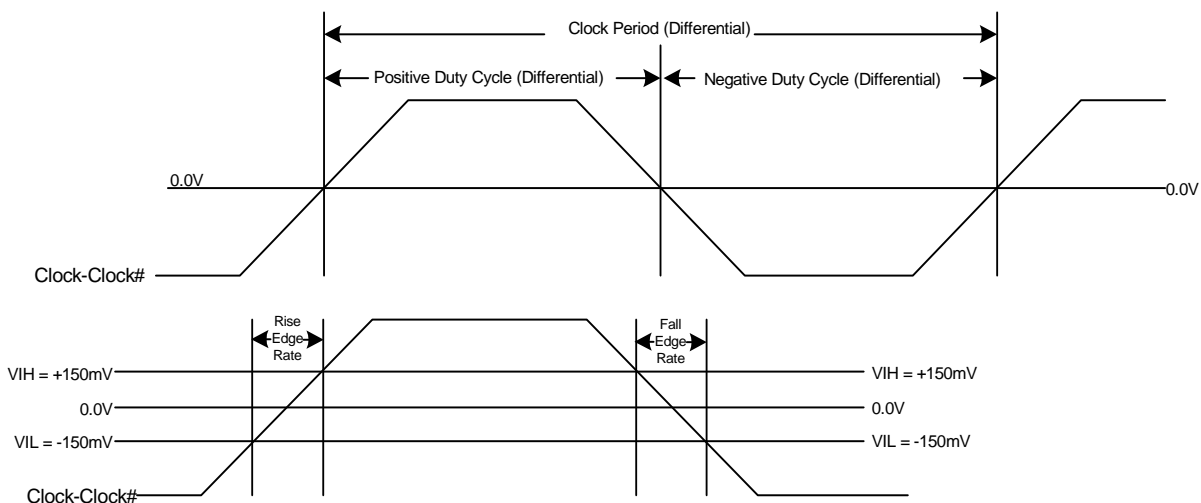 Clock Period (Differential)
Positive Duty Cycle (Differential)
Negative Duty Cycle (Differential)
0.0V
0.0V
Clock-Clock#
Rise
Edge
Rate
Fall
Edge
Rate
VIH = +150mV
VIH = +150mV
0.0V
0.0V
VIL = -150mV
VIL = -150mV
Clock-Clock#